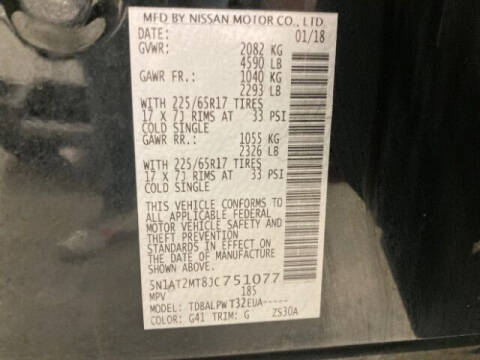 MFD BY NISSAN MOTOR CO., LTD.
DATE: 01/18
GVWR: 2082 KG
4590 LB
GAWR FR.: 1040 KG
2293 LB
WITH 225/65R17 TIRES
17 X 7J RIMS AT 33 PSI
COLD SINGLE
GAWR RR.: 1055 KG
2326 LB
WITH 225/65R17 TIRES
17 X 7J RIMS AT 33 PSI
COLD SINGLE
THIS VEHICLE CONFORMS TO
ALL APPLICABLE FEDERAL
MOTOR VEHICLE SAFETY AND
THEFT PREVENTION
STANDARDS IN EFFECT ON
THE DATE OF MANUFACTURE
SHOWN ABOVE.
5N1AT2MT8JC751077
MPV 185
MODEL: TDBALPWT32EUA-----
COLOR: G41 TRIM: G ZS30A